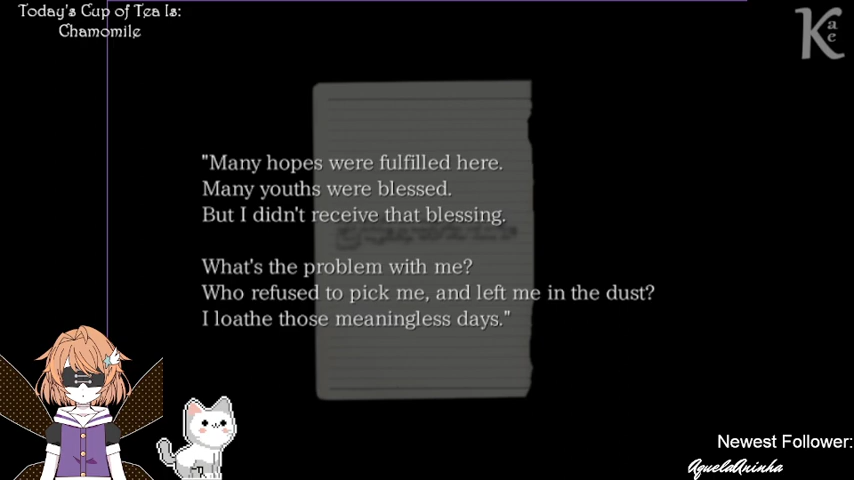 Today's Cup of Tea Is:
Chamomile
Kae
"Many hopes were fulfilled here.
Many youths were blessed.
But I didn't receive that blessing.
What's the problem with me?
Who refused to pick me, and left me in the dust?
I loathe those meaningless days."
Newest Follower:
AquelaAninha